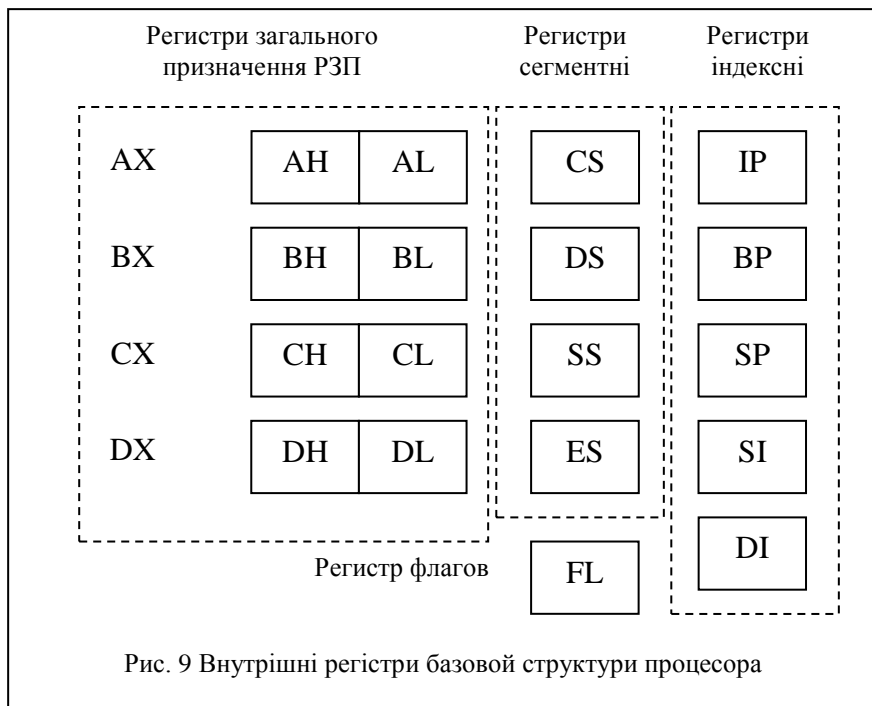 Регистри загального
призначення РЗП
Регистри
сегментні
Регистри
індексні
AX AH AL CS IP
BX BH BL DS BP
CX CH CL SS SP
DX DH DL ES SI
DI
Регистр флагов FL
Рис. 9 Внутрішні регістри базовой структури процесора